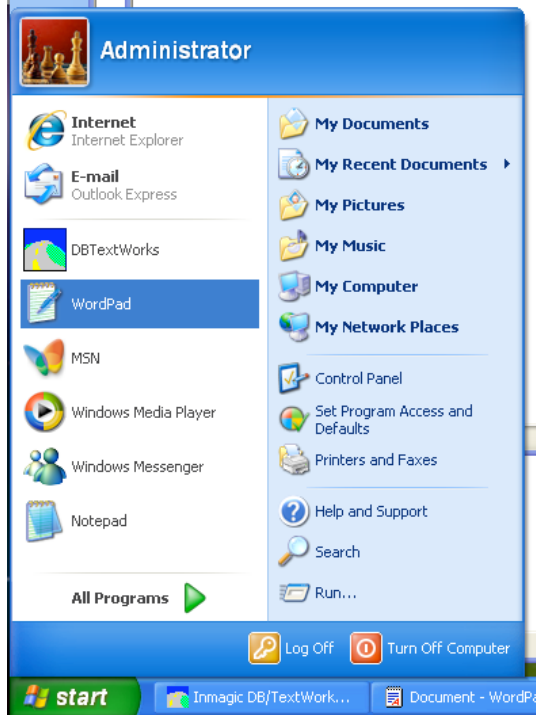 Administrator
Internet
Internet Explorer
E-mail
Outlook Express
DBTextWorks
WordPad
MSN
Windows Media Player
Windows Messenger
Notepad
All Programs
My Documents
My Recent Documents
My Pictures
My Music
My Computer
My Network Places
Control Panel
Set Program Access and
Defaults
Printers and Faxes
Help and Support
Search
Run...
Log Off
Turn Off Computer
start
Inmagic DB/TextWork...
Document - WordPa